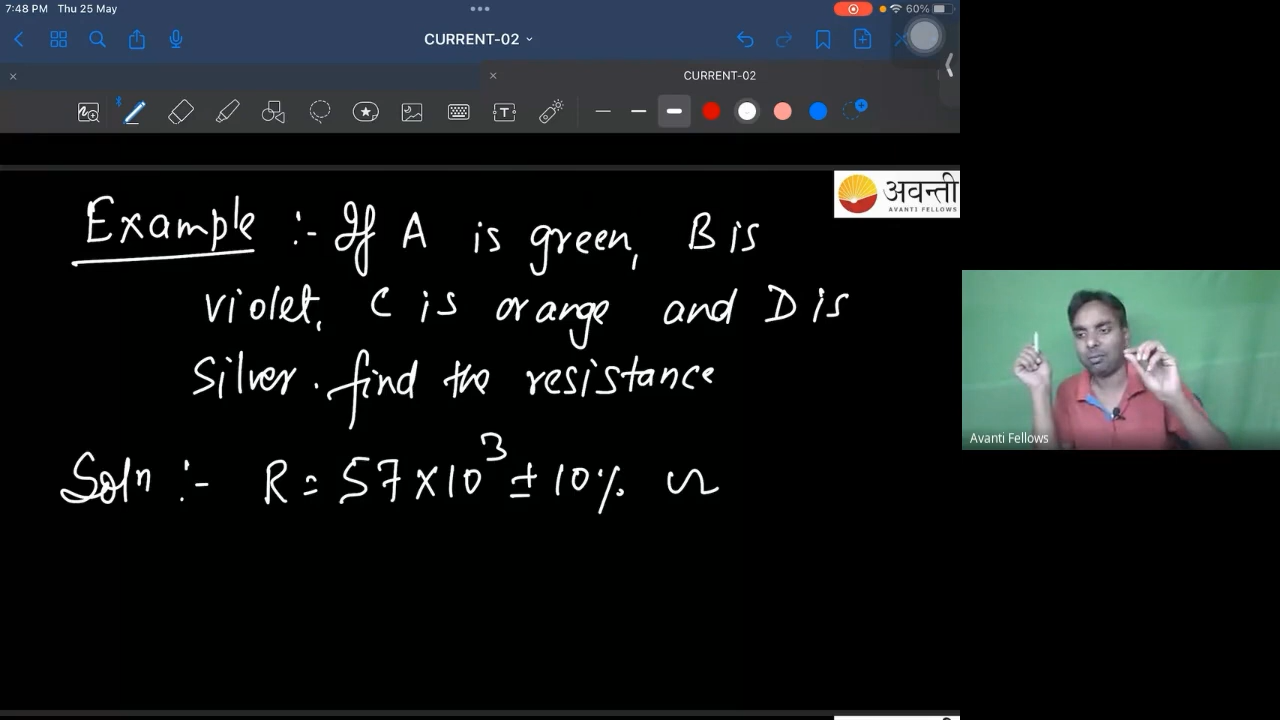 7:48 PM Thu 25 May
60%
CURRENT-02
CURRENT-02
अवन्ती
AVANTI FELLOWS
Example :- If A is green, B is
violet, C is orange and D is
Silver. find the resistance
Soln :- R = 57×10³ ± 10% Ω
Avanti Fellows